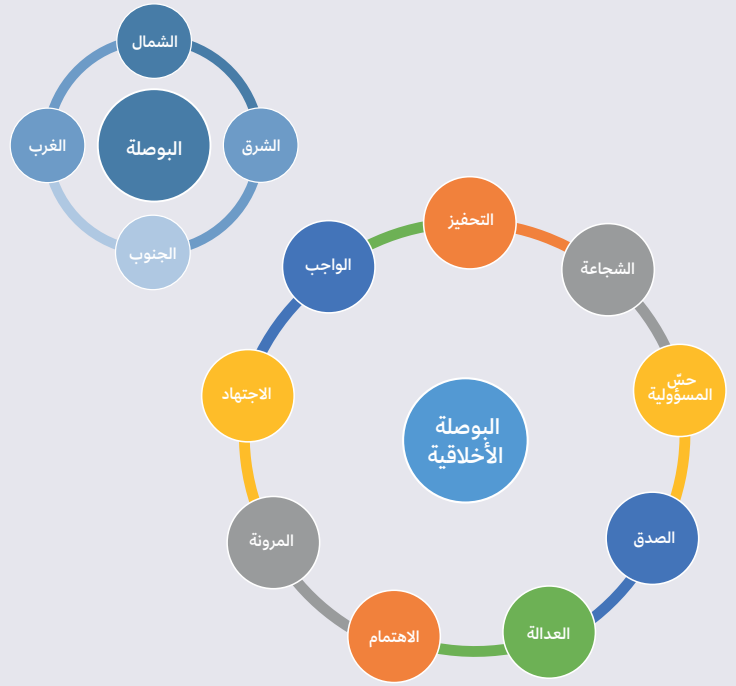 الشمال
الشرق
البوصلة
الغرب
الجنوب
التحفيز
الشجاعة
حسّ
المسؤولية
الصدق
العدالة
الاهتمام
المرونة
الاجتهاد
الواجب
البوصلة
الأخلاقية